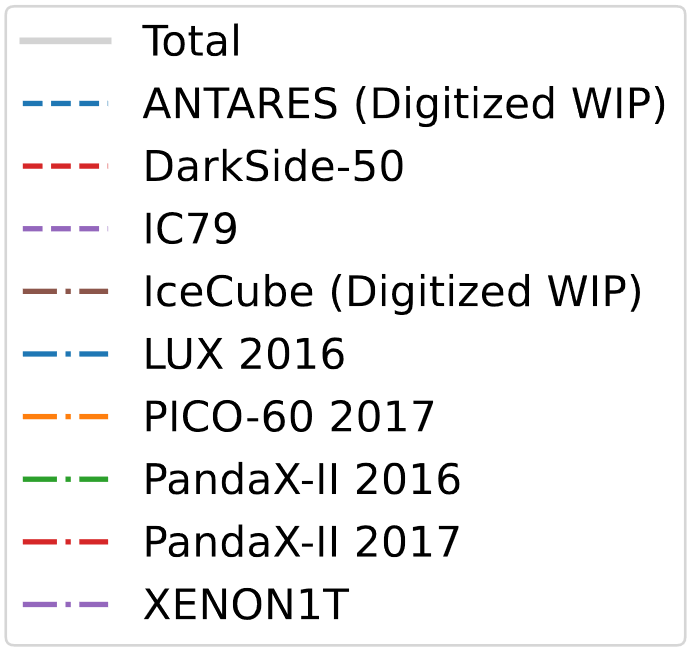 Total
ANTARES (Digitized WIP)
DarkSide-50
IC79
IceCube (Digitized WIP)
LUX 2016
PICO-60 2017
PandaX-II 2016
PandaX-II 2017
XENON1T